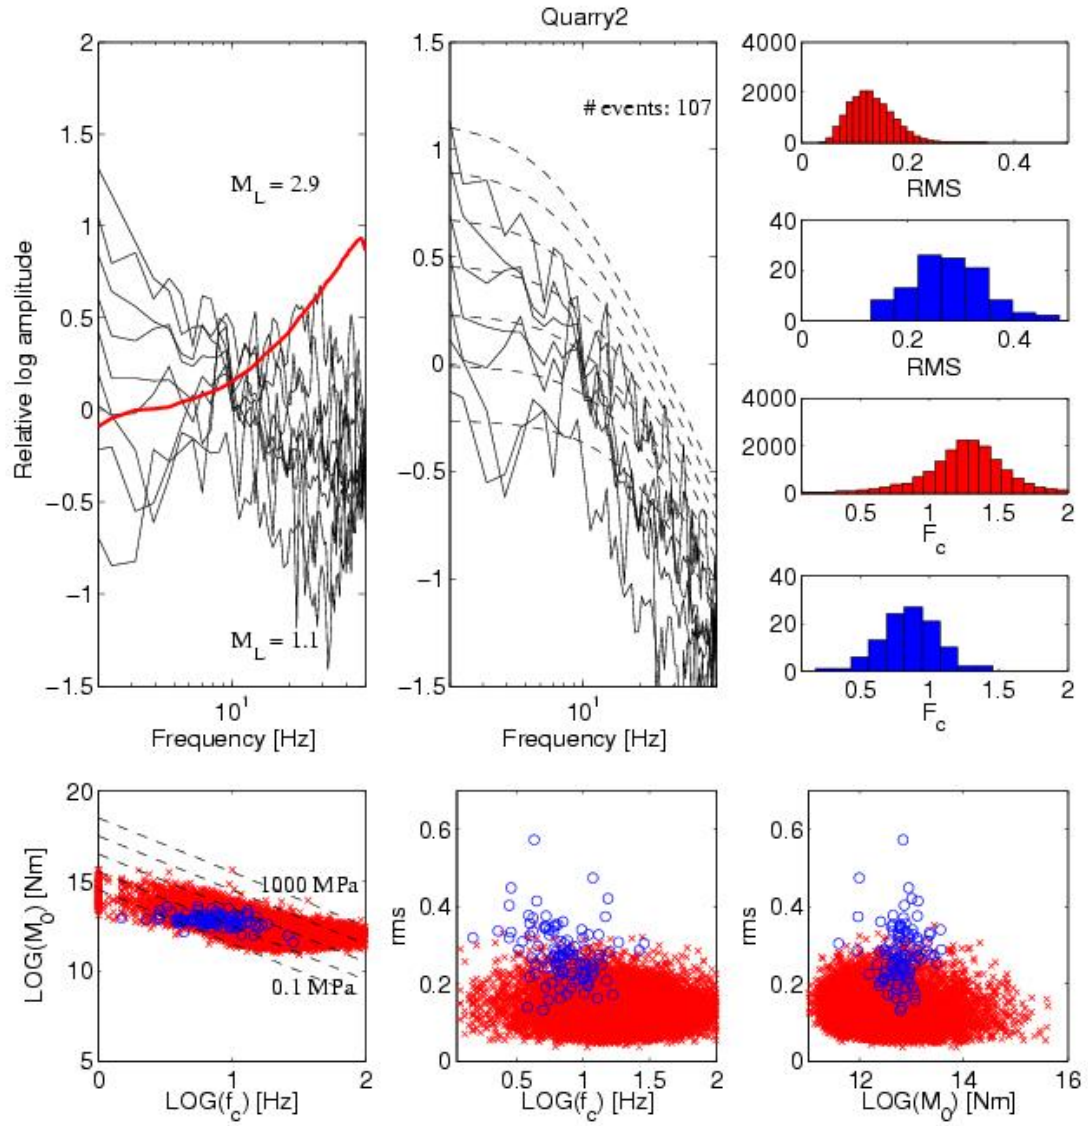 Quarry2
2
1.5
1
0.5
0
−0.5
−1
−1.5
Relative log amplitude
M_L = 2.9
M_L = 1.1
10^1
Frequency [Hz]
1.5
1
0.5
0
−0.5
−1
−1.5
# events: 107
10^1
Frequency [Hz]
4000
2000
0
0 0.2 0.4
RMS
40
20
0
0 0.2 0.4
RMS
4000
2000
0
0.5 1 1.5 2
F_c
40
20
0
0.5 1 1.5 2
F_c
20
15
10
5
LOG(M_0) [Nm]
1000 MPa
0.1 MPa
0 1 2
LOG(f_c) [Hz]
0.6
0.4
0.2
0
rms
0.5 1 1.5 2
LOG(f_c) [Hz]
0.6
0.4
0.2
0
rms
12 14 16
LOG(M_0) [Nm]